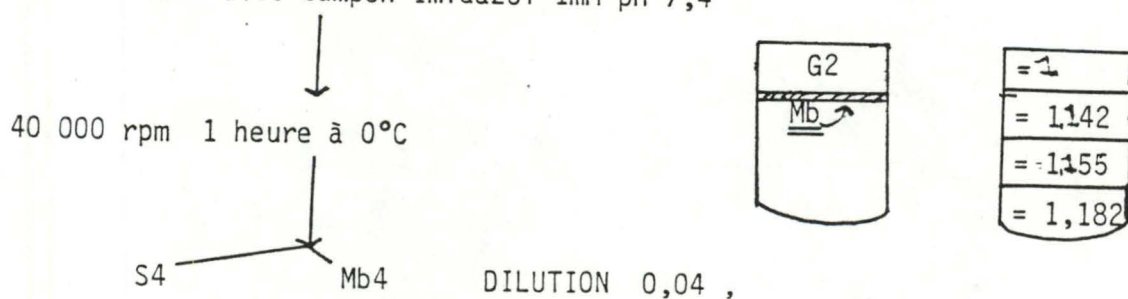 tampon imidazol 1mM pH 7,4
G2
Mb
= 1
= 1,142
= 1,155
= 1,182
40 000 rpm 1 heure à 0°C
S4 Mb4 DILUTION 0,04 ,